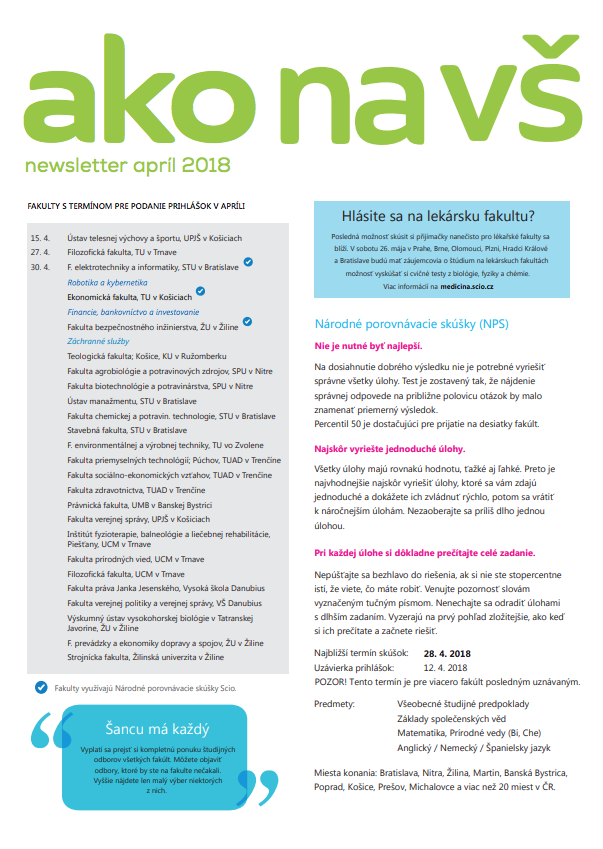 ako na vš
newsletter apríl 2018
FAKULTY S TERMÍNOM PRE PODANIE PRIHLÁŠOK V APRÍLI
15. 4. Ústav telesnej výchovy a športu, UPJŠ v Košiciach
27. 4. Filozofická fakulta, TU v Trnave
30. 4. F. elektrotechniky a informatiky, STU v Bratislave
Robotika a kybernetika
Ekonomická fakulta, TU v Košiciach
Financie, bankovníctvo a investovanie
Fakulta bezpečnostného inžinierstva, ŽU v Žiline
Záchranné služby
Teologická fakulta; Košice, KU v Ružomberku
Fakulta agrobiológie a potravinových zdrojov, SPU v Nitre
Fakulta biotechnológie a potravinárstva, SPU v Nitre
Ústav manažmentu, STU v Bratislave
Fakulta chemickej a potravin. technologie, STU v Bratislave
Stavebná fakulta, STU v Bratislave
F. environmentálnej a výrobnej techniky, TU vo Zvolene
Fakulta priemyselných technológií; Púchov, TUAD v Trenčíne
Fakulta sociálno-ekonomických vzťahov, TUAD v Trenčíne
Fakulta zdravotníctva, TUAD v Trenčíne
Právnická fakulta, UMB v Banskej Bystrici
Fakulta verejnej správy, UPJŠ v Košiciach
Inštitút fyzioterapie, balneológie a liečebnej rehabilitácie,
Piešťany, UCM v Trnave
Fakulta prírodných vied, UCM v Trnave
Filozofická fakulta, UCM v Trnave
Fakulta práva Janka Jesenského, Vysoká škola Danubius
Fakulta verejnej politiky a verejnej správy, VŠ Danubius
Výskumný ústav vysokohorskej biológie v Tatranskej
Javorine, ŽU v Žiline
F. prevádzky a ekonomiky dopravy a spojov, ŽU v Žiline
Strojnícka fakulta, Žilinská univerzita v Žiline
Fakulty využívajú Národné porovnávacie skúšky Scio.
“ Šancu má každý
Vyplatí sa prejsť si kompletnú ponuku študijných
odborov všetkých fakúlt. Môžete objaviť
odbory, ktoré by ste na fakulte nečakali.
Vyššie nájdete len malý výber niektorých
z nich. ”
Hlásite sa na lekársku fakultu?
Posledná možnosť skúsiť si přijímačky nanečisto pro lékařské fakulty sa
blíži. V sobotu 26. mája v Prahe, Brne, Olomouci, Plzni, Hradci Králové
a Bratislave budú mať záujemcovia o štúdium na lekárskuch fakultách
možnosť vyskúšať si cvičné testy z biológie, fyziky a chémie.
Viac informácii na medicina.scio.cz
Národné porovnávacie skúšky (NPS)
Nie je nutné byť najlepší.
Na dosiahnutie dobrého výsledku nie je potrebné vyriešiť
správne všetky úlohy. Test je zostavený tak, že nájdenie
správnej odpovede na približne polovicu otázok by malo
znamenať priemerný výsledok.
Percentil 50 je dostačujúci pre prijatie na desiatky fakúlt.
Najskôr vyriešte jednoduché úlohy.
Všetky úlohy majú rovnakú hodnotu, ťažké aj ľahké. Preto je
najvhodnejšie najskôr vyriešiť úlohy, ktoré sa vám zdajú
jednoduché a dokážete ich zvládnuť rýchlo, potom sa vrátiť
k náročnejším úlohám. Nezaoberajte sa príliš dlho jednou
úlohou.
Pri každej úlohe si dôkladne prečítajte celé zadanie.
Nepúšťajte sa bezhlavo do riešenia, ak si nie ste stopercentne
istí, že viete, čo máte robiť. Venujte pozornosť slovám
vyznačeným tučným písmom. Nenechajte sa odradiť úlohami
s dlhším zadaním. Vyzerajú na prvý pohľad zložitejšie, ako keď
si ich prečítate a začnete riešiť.
Najbližší termín skúšok: 28. 4. 2018
Uzávierka prihlášok: 12. 4. 2018
POZOR! Tento termín je pre viacero fakúlt posledným uznávaným.
Predmety: Všeobecné študijné predpoklady
Základy spoločenských věd
Matematika, Prírodné vedy (Bi, Che)
Anglický / Nemecký / Španielsky jazyk
Miesta konania: Bratislava, Nitra, Žilina, Martin, Banská Bystrica,
Poprad, Košice, Prešov, Michalovce a viac než 20 miest v ČR.